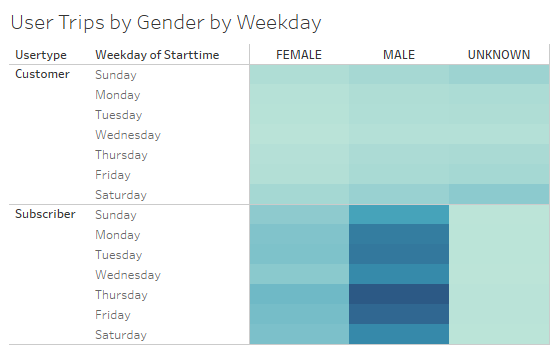 User Trips by Gender by Weekday
Usertype Weekday of Starttime FEMALE MALE UNKNOWN
Customer Sunday
Monday
Tuesday
Wednesday
Thursday
Friday
Saturday
Subscriber Sunday
Monday
Tuesday
Wednesday
Thursday
Friday
Saturday